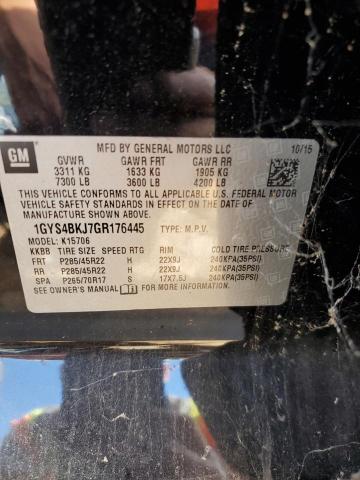 GM
MFD BY GENERAL MOTORS LLC 10/15
GVWR GAWR FRT GAWR RR
3311 KG 1633 KG 1905 KG
7300 LB 3600 LB 4200 LB
THIS VEHICLE CONFORMS TO ALL APPLICABLE U.S. FEDERAL MOTOR
VEHICLE SAFETY STANDARDS IN EFFECT ON THE DATE OF
MANUFACTURE SHOWN ABOVE.
1GYS4BKJ7GR176445 TYPE: M.P.V.
MODEL: K15706
KKBB TIRE SIZE SPEED RTG RIM COLD TIRE PRESSURE
FRT P285/45R22 H 22X9J 240KPA(35PSI)
RR P285/45R22 H 22X9J 240KPA(35PSI)
SPA P265/70R17 S 17X7.5J 240KPA(35PSI)
SEE OWNER'S MANUAL FOR ADDITIONAL INFORMATION